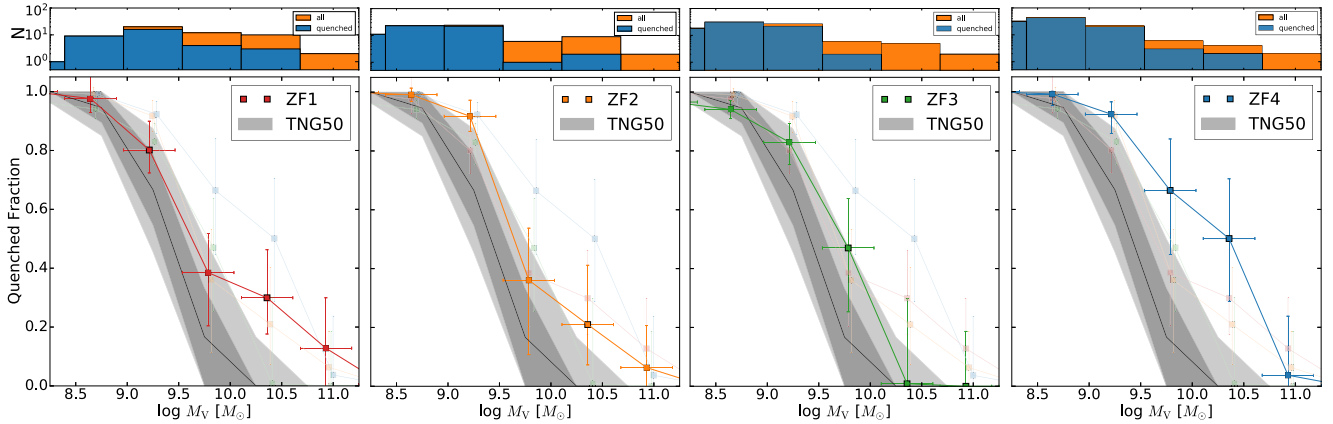 N
10²
10¹
10⁰
all
quenched
all
quenched
all
quenched
all
quenched
Quenched Fraction
1.0
0.8
0.6
0.4
0.2
0.0
ZF1
TNG50
ZF2
TNG50
ZF3
TNG50
ZF4
TNG50
8.5 9.0 9.5 10.0 10.5 11.0
8.5 9.0 9.5 10.0 10.5 11.0
8.5 9.0 9.5 10.0 10.5 11.0
8.5 9.0 9.5 10.0 10.5 11.0
log M_V [M_⊙]
log M_V [M_⊙]
log M_V [M_⊙]
log M_V [M_⊙]